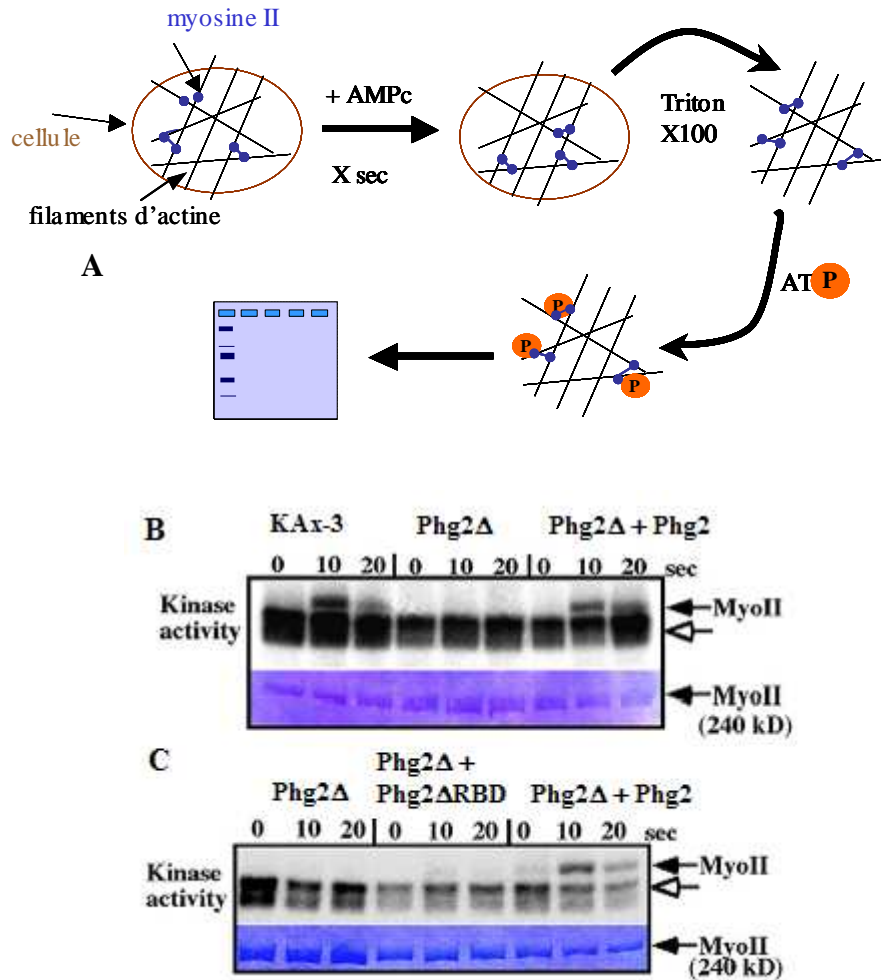 myosine II
+ AMPc
X sec
cellule
filaments d'actine
Triton
X100
A
AT P
P
P
P
B
KAx-3 Phg2Δ Phg2Δ + Phg2
0 10 20 0 10 20 0 10 20 sec
Kinase
activity
MyoII
MyoII
(240 kD)
C
Phg2Δ Phg2Δ +
Phg2ΔRBD Phg2Δ + Phg2
0 10 20 0 10 20 0 10 20 sec
Kinase
activity
MyoII
MyoII
(240 kD)